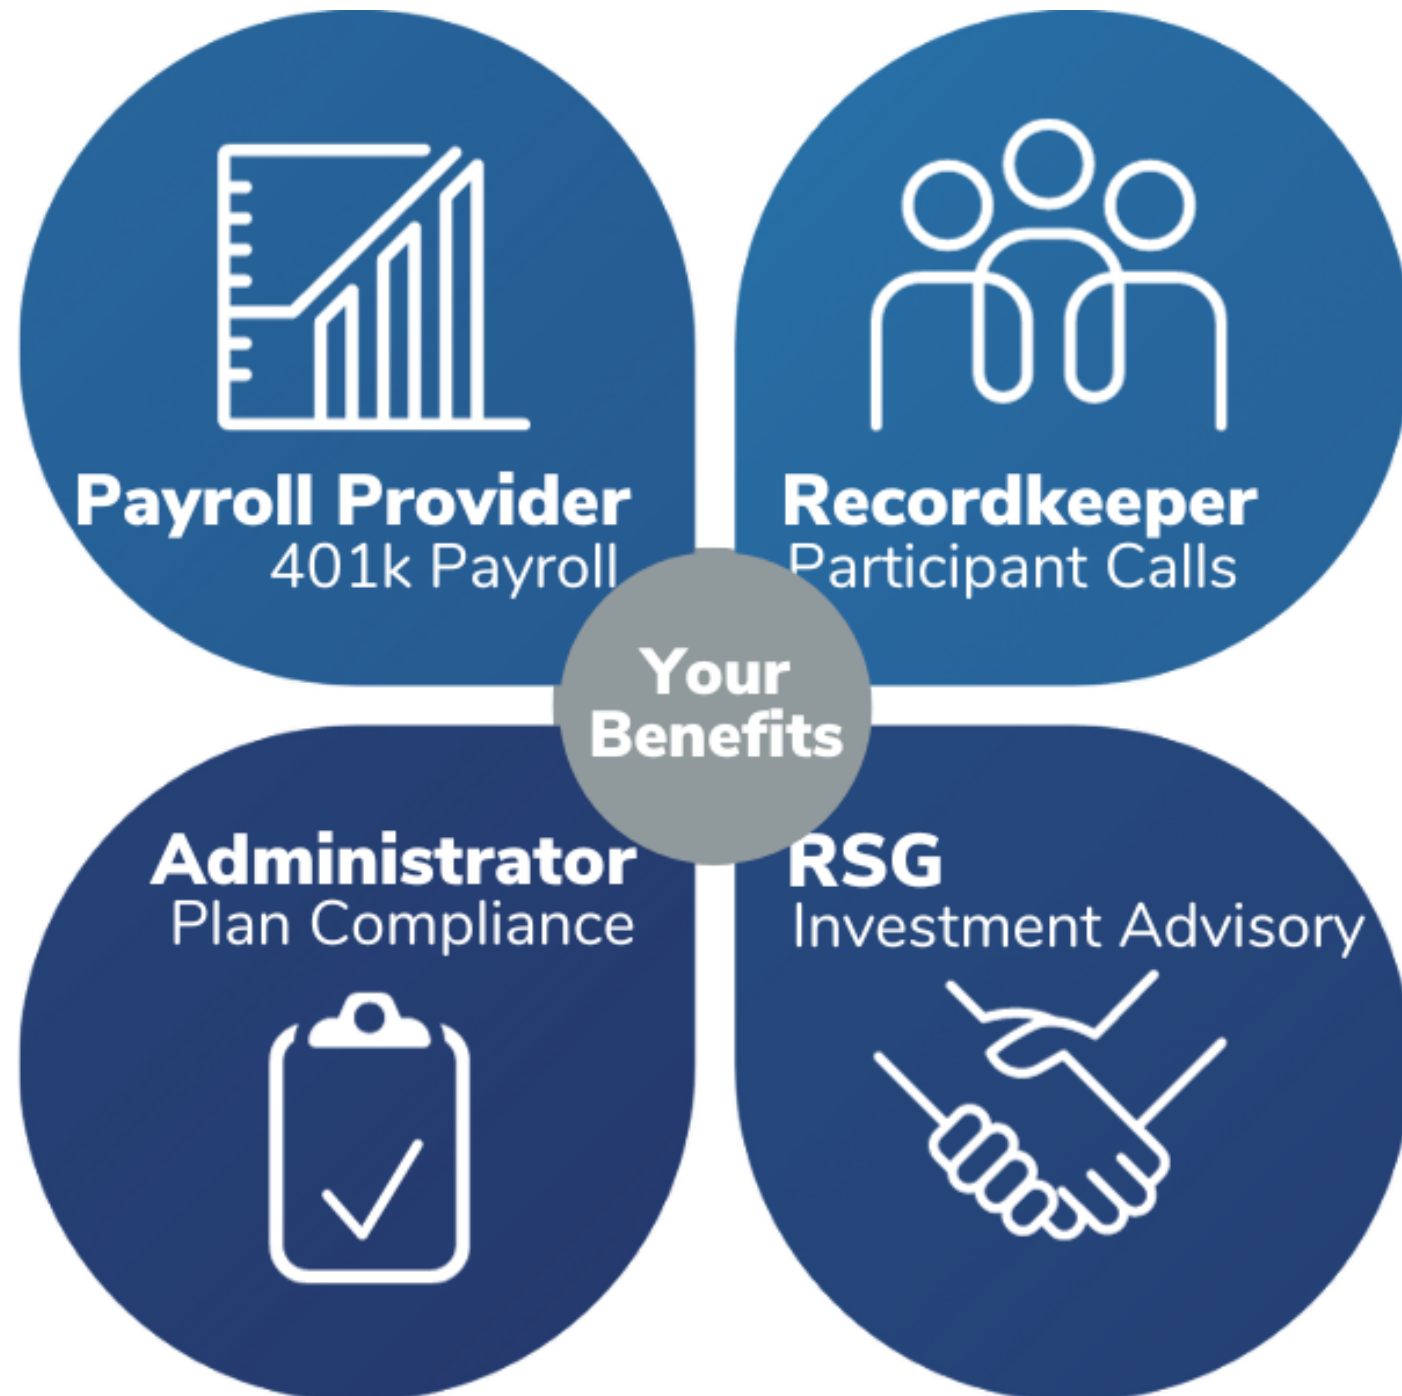 Payroll Provider
401k Payroll
Recordkeeper
Participant Calls
Your
Benefits
Administrator
Plan Compliance
RSG
Investment Advisory